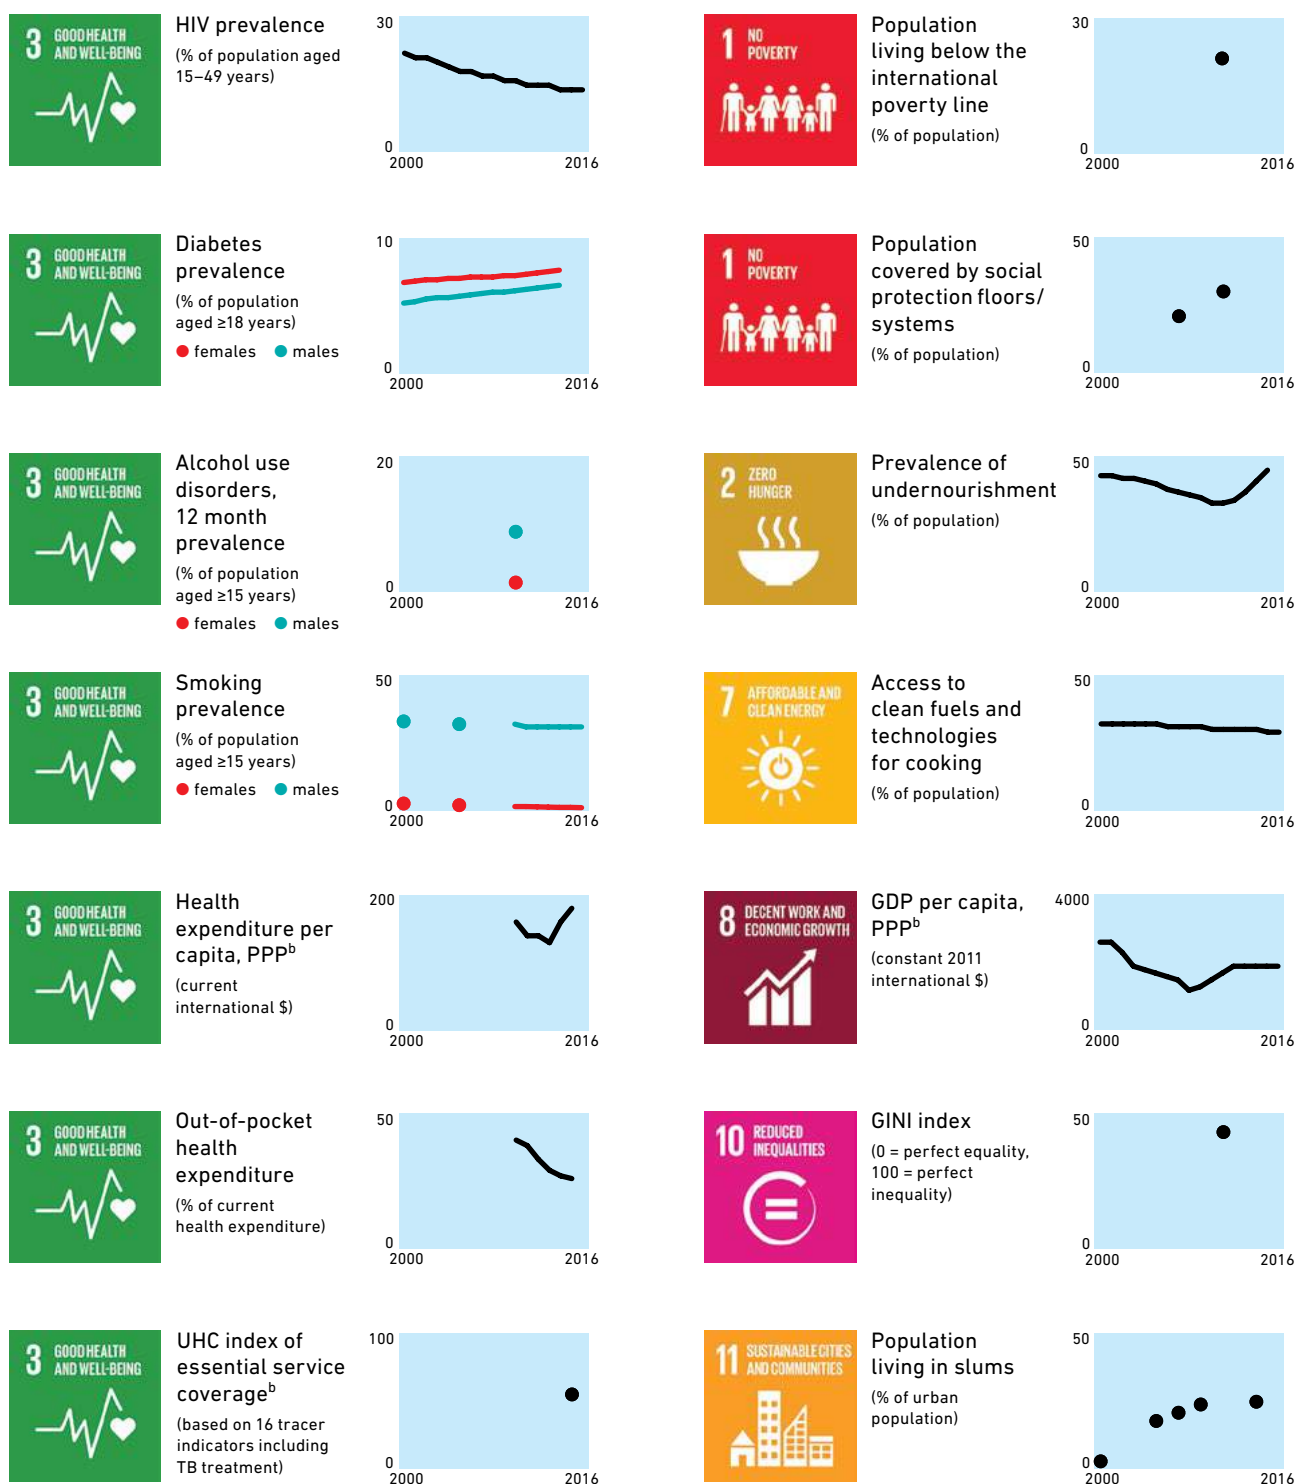 3 GOOD HEALTH
AND WELL-BEING
HIV prevalence
(% of population aged
15–49 years)
30
0
2000 2016
3 GOOD HEALTH
AND WELL-BEING
Diabetes
prevalence
(% of population
aged ≥18 years)
females males
10
0
2000 2016
3 GOOD HEALTH
AND WELL-BEING
Alcohol use
disorders,
12 month
prevalence
(% of population
aged ≥15 years)
females males
20
0
2000 2016
3 GOOD HEALTH
AND WELL-BEING
Smoking
prevalence
(% of population
aged ≥15 years)
females males
50
0
2000 2016
3 GOOD HEALTH
AND WELL-BEING
Health
expenditure per
capita, PPPᵇ
(current
international $)
200
0
2000 2016
3 GOOD HEALTH
AND WELL-BEING
Out-of-pocket
health
expenditure
(% of current
health expenditure)
50
0
2000 2016
3 GOOD HEALTH
AND WELL-BEING
UHC index of
essential service
coverageᵇ
(based on 16 tracer
indicators including
TB treatment)
100
0
2000 2016
1 NO
POVERTY
Population
living below the
international
poverty line
(% of population)
30
0
2000 2016
1 NO
POVERTY
Population
covered by social
protection floors/
systems
(% of population)
50
0
2000 2016
2 ZERO
HUNGER
Prevalence of
undernourishment
(% of population)
50
0
2000 2016
7 AFFORDABLE AND
CLEAN ENERGY
Access to
clean fuels and
technologies
for cooking
(% of population)
50
0
2000 2016
8 DECENT WORK AND
ECONOMIC GROWTH
GDP per capita,
PPPᵇ
(constant 2011
international $)
4000
0
2000 2016
10 REDUCED
INEQUALITIES
GINI index
(0 = perfect equality,
100 = perfect
inequality)
50
0
2000 2016
11 SUSTAINABLE CITIES
AND COMMUNITIES
Population
living in slums
(% of urban
population)
50
0
2000 2016